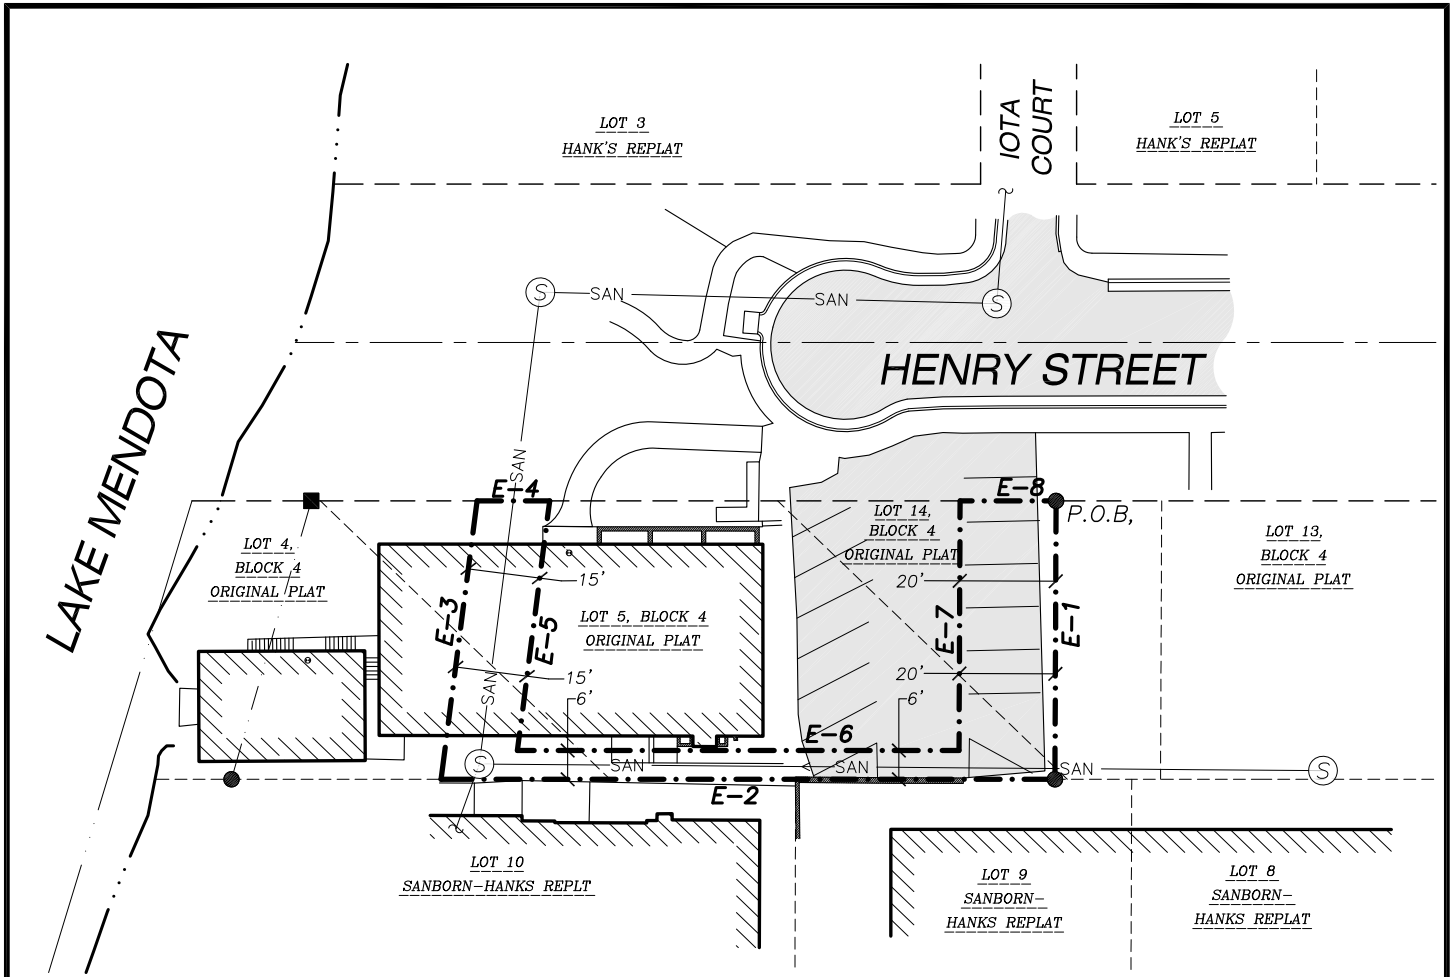 LOT 3
HANK'S REPLAT
IOTA
COURT
LOT 5
HANK'S REPLAT
S
SAN
SAN
S
HENRY STREET
LAKE MENDOTA
SAN
E-4
E-8
P.O.B,
LOT 14,
BLOCK 4
ORIGINAL PLAT
LOT 13,
BLOCK 4
ORIGINAL PLAT
LOT 4,
BLOCK 4
ORIGINAL PLAT
15'
20'
E-3
E-5
LOT 5, BLOCK 4
ORIGINAL PLAT
E-7
E-1
15'
20'
SAN
6'
6'
E-6
S
SAN
SAN
SAN
S
E-2
LOT 10
SANBORN-HANKS REPLT
LOT 9
SANBORN-
HANKS REPLAT
LOT 8
SANBORN-
HANKS REPLAT